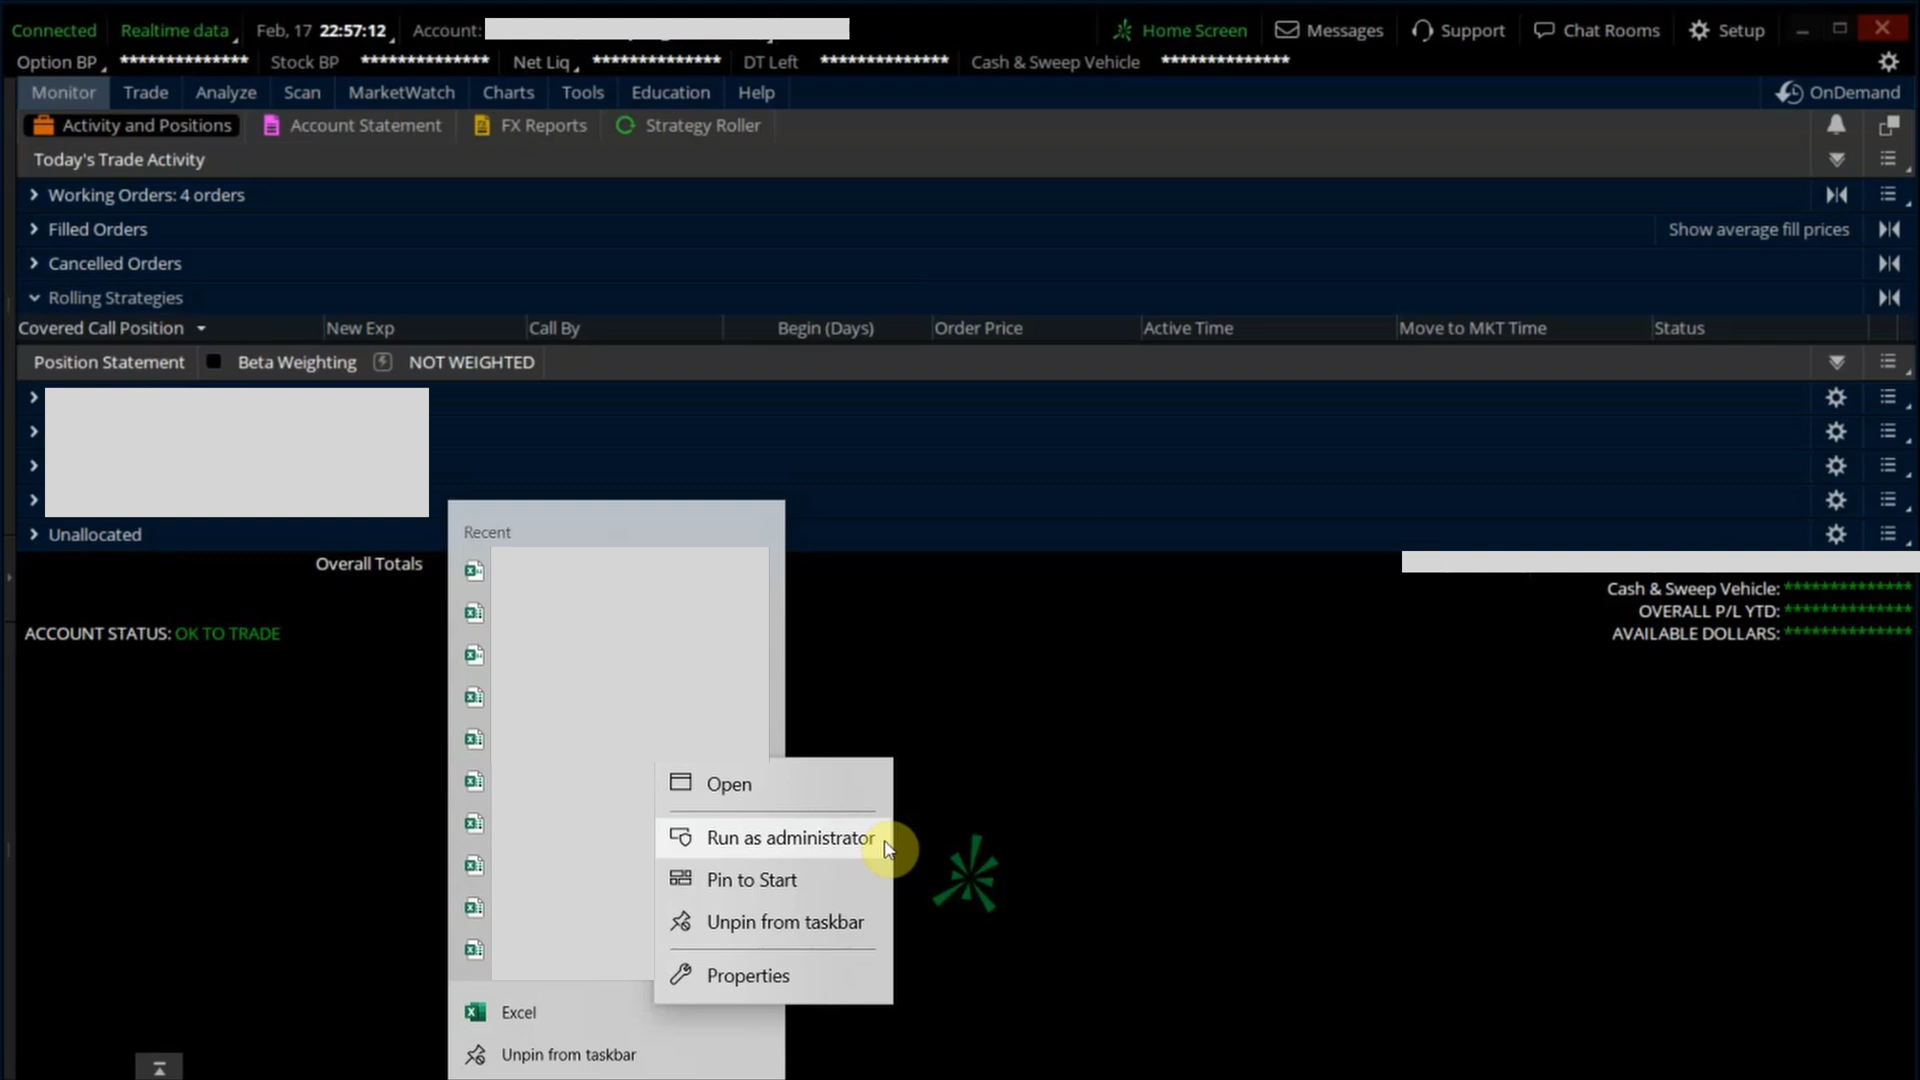 Connected Realtime data Feb, 17 22:57:12 Account: Home Screen Messages Support Chat Rooms Setup
Option BP ************** Stock BP ************** Net Liq ************** DT Left ************** Cash & Sweep Vehicle **************
Monitor Trade Analyze Scan MarketWatch Charts Tools Education Help OnDemand
Activity and Positions Account Statement FX Reports Strategy Roller
Today's Trade Activity
Working Orders: 4 orders
Filled Orders Show average fill prices
Cancelled Orders
Rolling Strategies
Covered Call Position New Exp Call By Begin (Days) Order Price Active Time Move to MKT Time Status
Position Statement Beta Weighting NOT WEIGHTED
Unallocated
Overall Totals
Cash & Sweep Vehicle: **************
OVERALL P/L YTD: **************
ACCOUNT STATUS: OK TO TRADE AVAILABLE DOLLARS: **************
Recent
Open
Run as administrator
Pin to Start
Unpin from taskbar
Properties
Excel
Unpin from taskbar